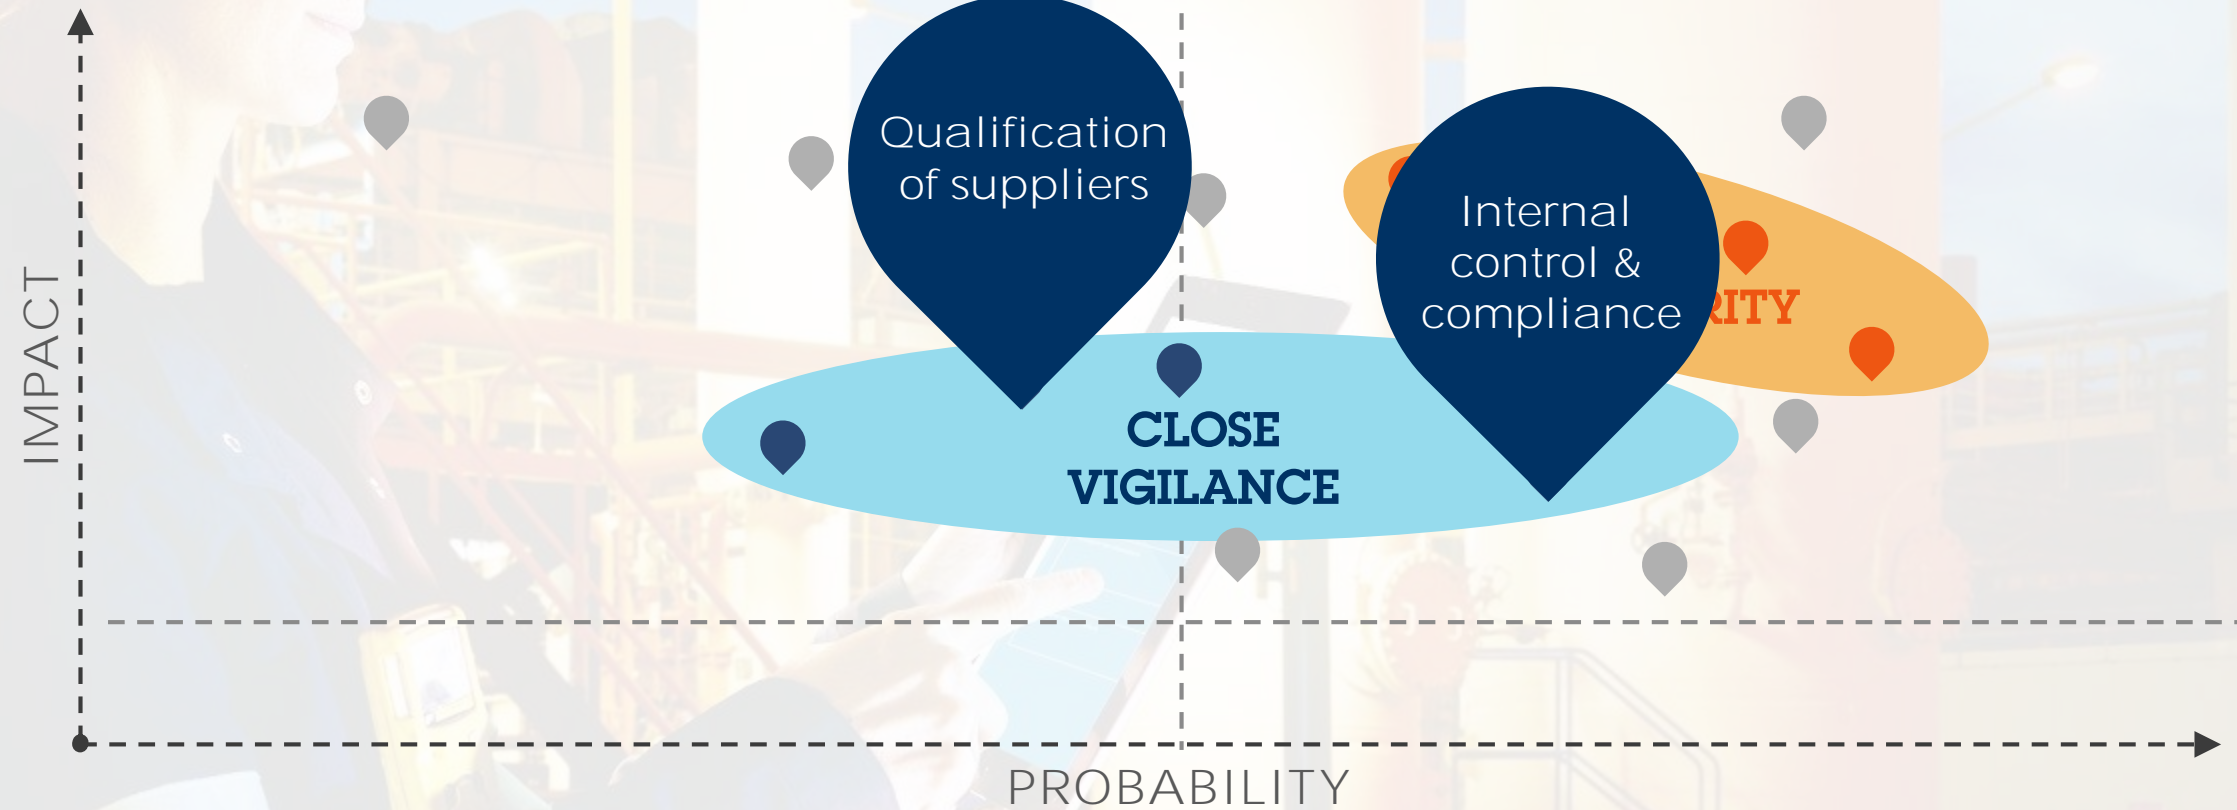 IMPACT
Qualification
of suppliers
Internal
control &
compliance
RITY
CLOSE
VIGILANCE
PROBABILITY